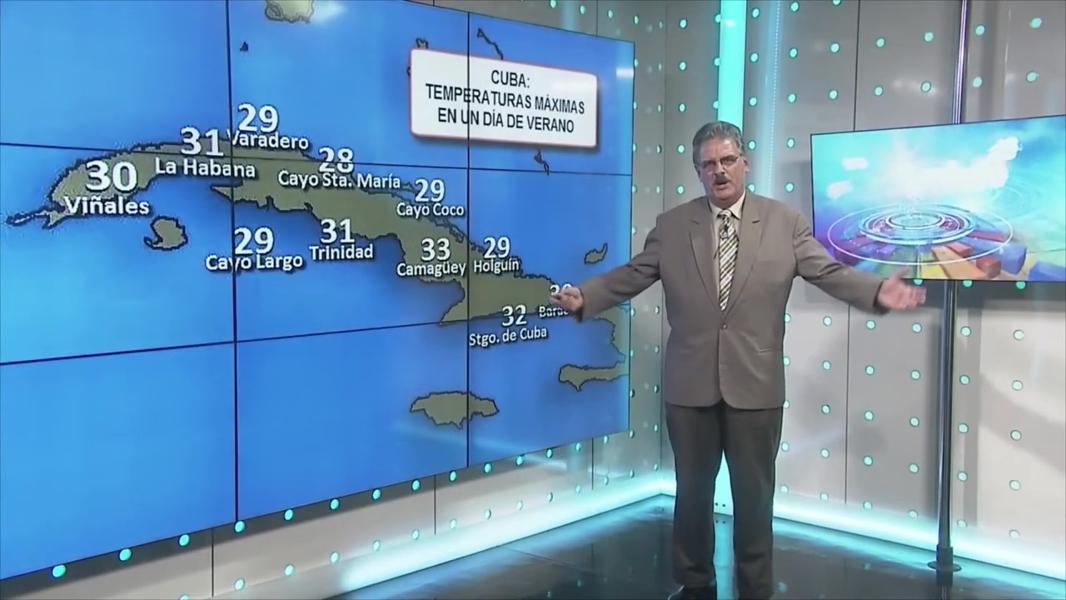 CUBA:
TEMPERATURAS MÁXIMAS
EN UN DÍA DE VERANO
29
Varadero
31
La Habana
28
Cayo Sta. María
30
Viñales
29
Cayo Coco
29
Cayo Largo
31
Trinidad
33
Camagüey
29
Holguín
32
Stgo. de Cuba